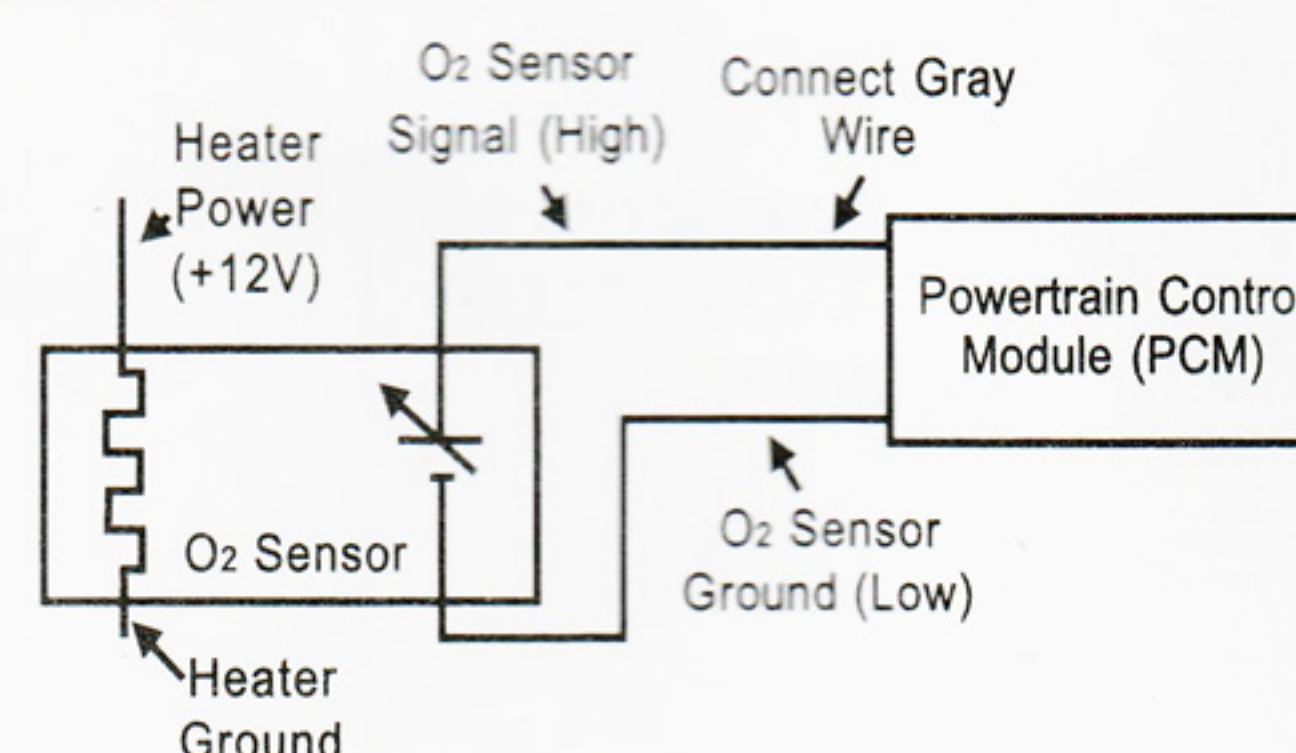 O2 Sensor
Signal (High)
Connect Gray
Wire
Heater
Power
(+12V)
Powertrain Contro
Module (PCM)
O2 Sensor
O2 Sensor
Ground (Low)
Heater
Ground